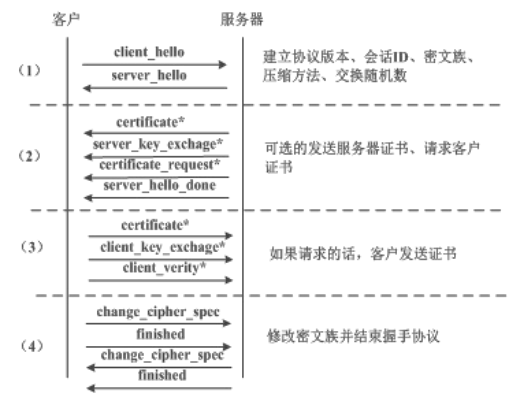 客户 服务器
client_hello
建立协议版本、会话ID、密文族、
(1)
server_hello
压缩方法、交换随机数
certificate*
server_key_exchage*
可选的发送服务器证书、请求客户
(2)
certificate_request*
证书
server_hello_done
certificate*
(3)
client_key_exchage*
如果请求的话，客户发送证书
client_verity*
change_cipher_spec
finished
修改密文族并结束握手协议
(4)
change_cipher_spec
finished